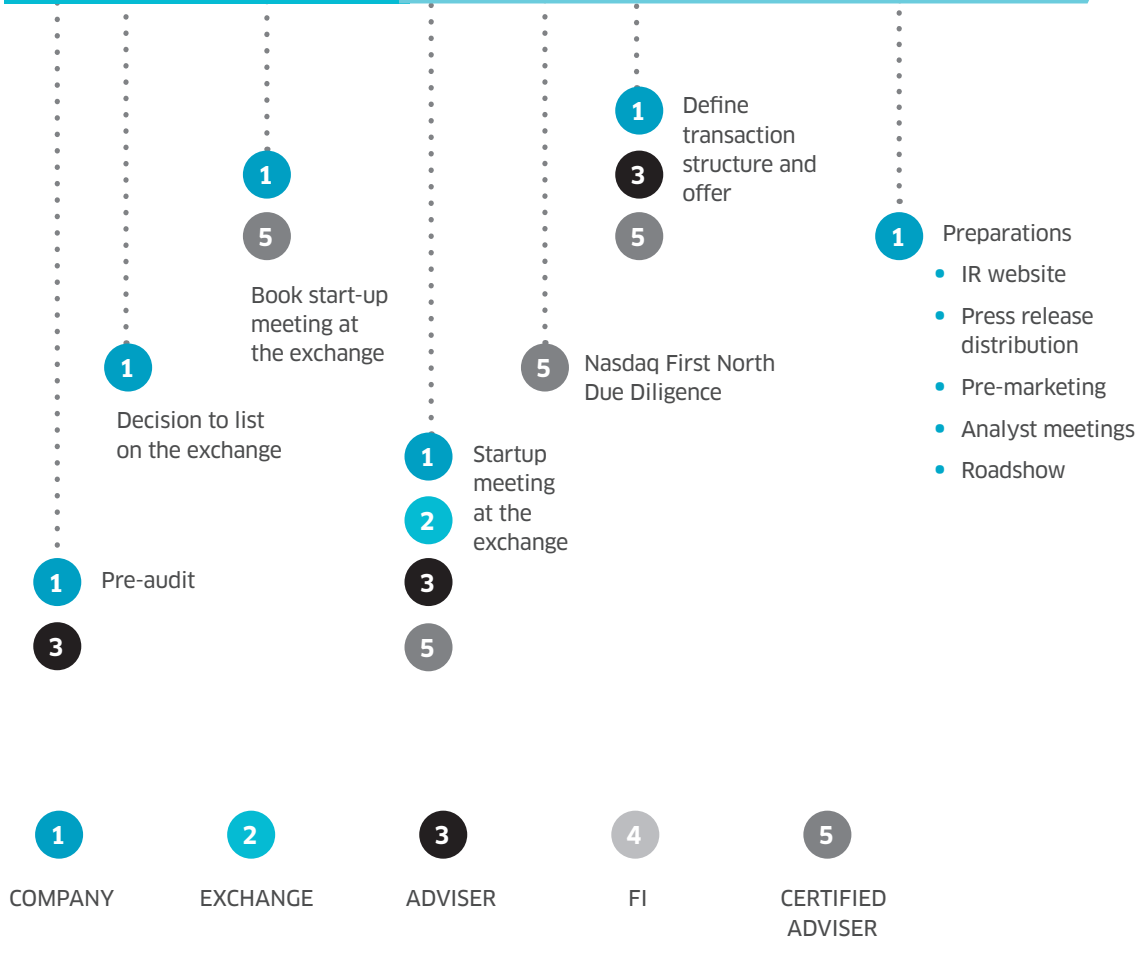 1
Define
transaction
structure and
offer
3
5
1
5
Book start-up
meeting at
the exchange
1
Preparations
• IR website
• Press release
distribution
• Pre-marketing
• Analyst meetings
• Roadshow
1
Decision to list
on the exchange
5
Nasdaq First North
Due Diligence
1
2
3
5
Startup
meeting
at the
exchange
1
3
Pre-audit
1
COMPANY
2
EXCHANGE
3
ADVISER
4
FI
5
CERTIFIED
ADVISER